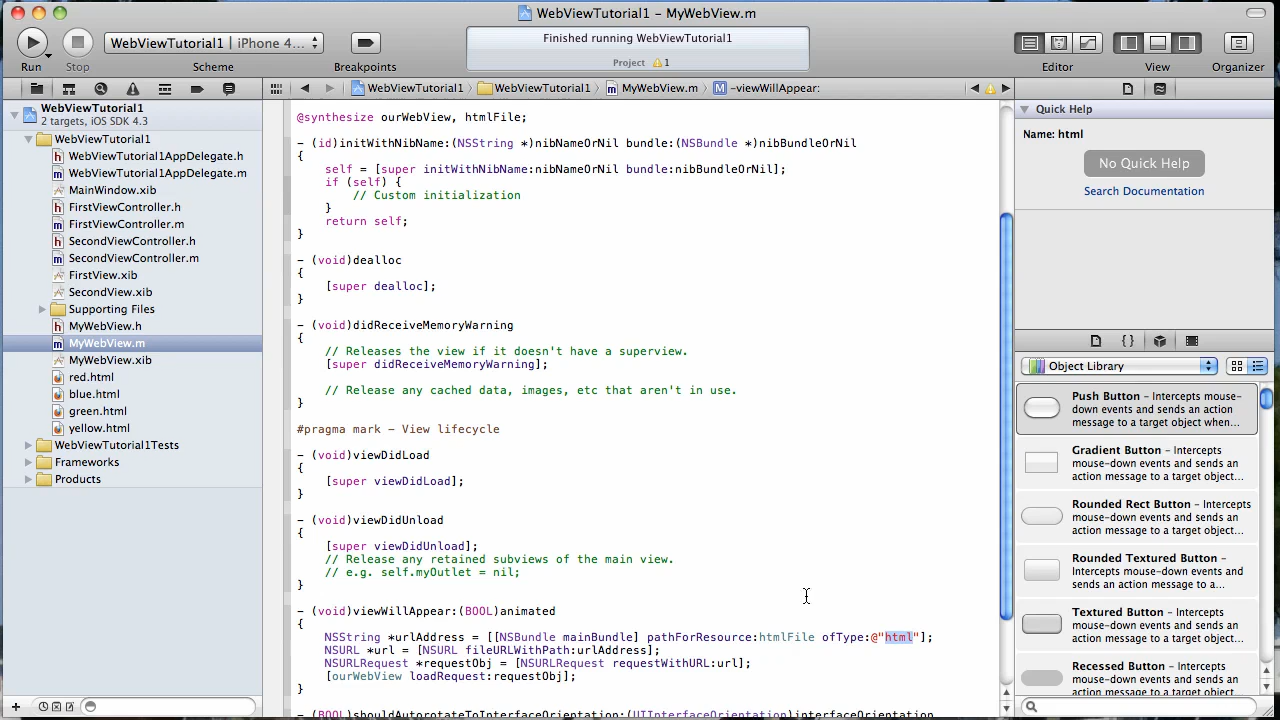 WebViewTutorial1 – MyWebView.m
WebViewTutorial1 | iPhone 4...
Finished running WebViewTutorial1
Project 1
Run
Stop
Scheme
Breakpoints
Editor
View
Organizer
WebViewTutorial1
WebViewTutorial1
MyWebView.m
-viewWillAppear:
WebViewTutorial1
2 targets, iOS SDK 4.3
WebViewTutorial1
WebViewTutorial1AppDelegate.h
WebViewTutorial1AppDelegate.m
MainWindow.xib
FirstViewController.h
FirstViewController.m
SecondViewController.h
SecondViewController.m
FirstView.xib
SecondView.xib
Supporting Files
MyWebView.h
MyWebView.m
MyWebView.xib
red.html
blue.html
green.html
yellow.html
WebViewTutorial1Tests
Frameworks
Products
@synthesize ourWebView, htmlFile;
- (id)initWithNibName:(NSString *)nibNameOrNil bundle:(NSBundle *)nibBundleOrNil
{
self = [super initWithNibName:nibNameOrNil bundle:nibBundleOrNil];
if (self) {
// Custom initialization
}
return self;
}
- (void)dealloc
{
[super dealloc];
}
- (void)didReceiveMemoryWarning
{
// Releases the view if it doesn't have a superview.
[super didReceiveMemoryWarning];
// Release any cached data, images, etc that aren't in use.
}
#pragma mark - View lifecycle
- (void)viewDidLoad
{
[super viewDidLoad];
}
- (void)viewDidUnload
{
[super viewDidUnload];
// Release any retained subviews of the main view.
// e.g. self.myOutlet = nil;
}
- (void)viewWillAppear:(BOOL)animated
{
NSString *urlAddress = [[NSBundle mainBundle] pathForResource:htmlFile ofType:@"html"];
NSURL *url = [NSURL fileURLWithPath:urlAddress];
NSURLRequest *requestObj = [NSURLRequest requestWithURL:url];
[ourWebView loadRequest:requestObj];
}
- (BOOL)shouldAutorotateToInterfaceOrientation:(UIInterfaceOrientation)interfaceOrientation
Quick Help
Name: html
No Quick Help
Search Documentation
{ }
Object Library
Push Button – Intercepts mouse-
down events and sends an action
message to a target object when...
Gradient Button – Intercepts
mouse-down events and sends an
action message to a target object...
Rounded Rect Button – Intercepts
mouse-down events and sends an
action message to a target object...
Rounded Textured Button –
Intercepts mouse-down events and
sends an action message to a...
Textured Button – Intercepts
mouse-down events and sends an
action message to a target object...
Recessed Button – Intercepts
mouse-down events and sends an